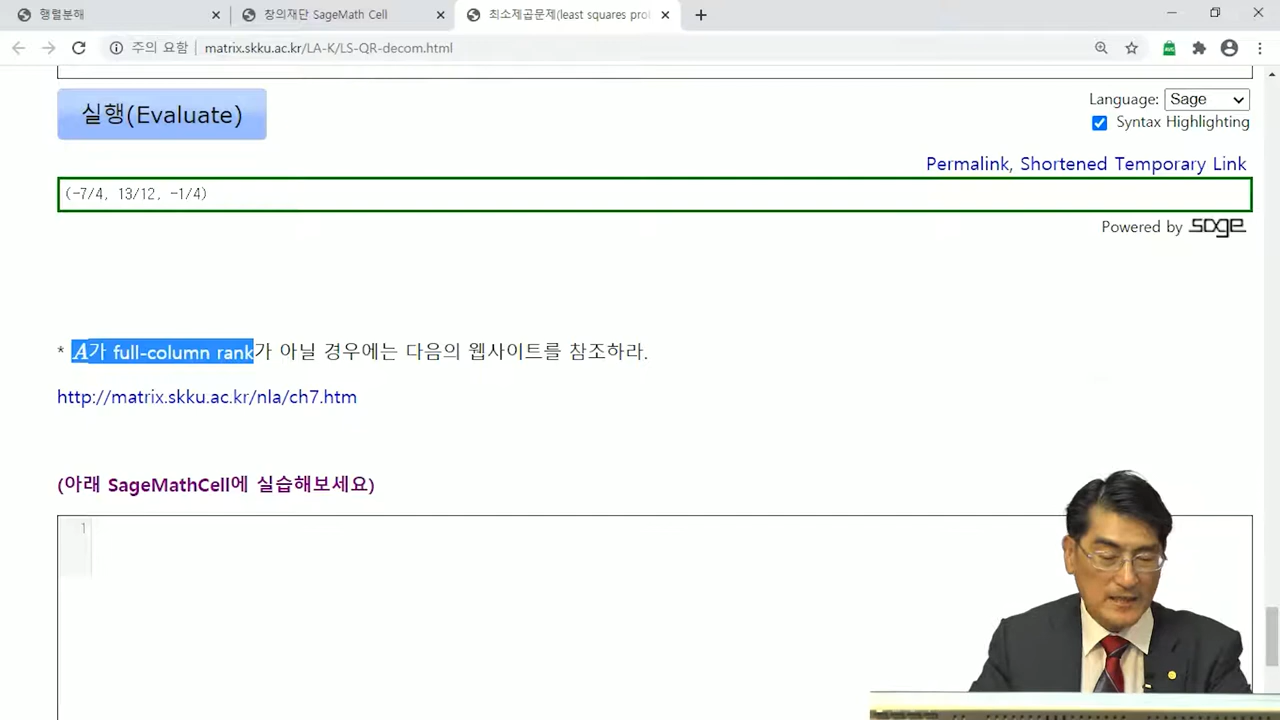 행렬분해
창의재단 SageMath Cell
최소제곱문제(least squares prol
주의 요함
matrix.skku.ac.kr/LA-K/LS-QR-decom.html
실행(Evaluate)
Language: Sage
Syntax Highlighting
Permalink, Shortened Temporary Link
(-7/4, 13/12, -1/4)
Powered by sage
* A가 full-column rank가 아닐 경우에는 다음의 웹사이트를 참조하라.
http://matrix.skku.ac.kr/nla/ch7.htm
(아래 SageMathCell에 실습해보세요)
1